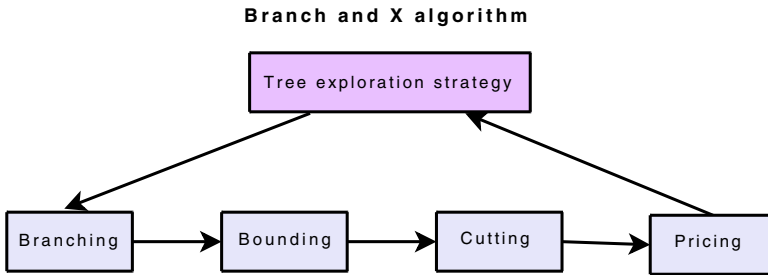 Branch and X algorithm
Tree exploration strategy
Branching
Bounding
Cutting
Pricing